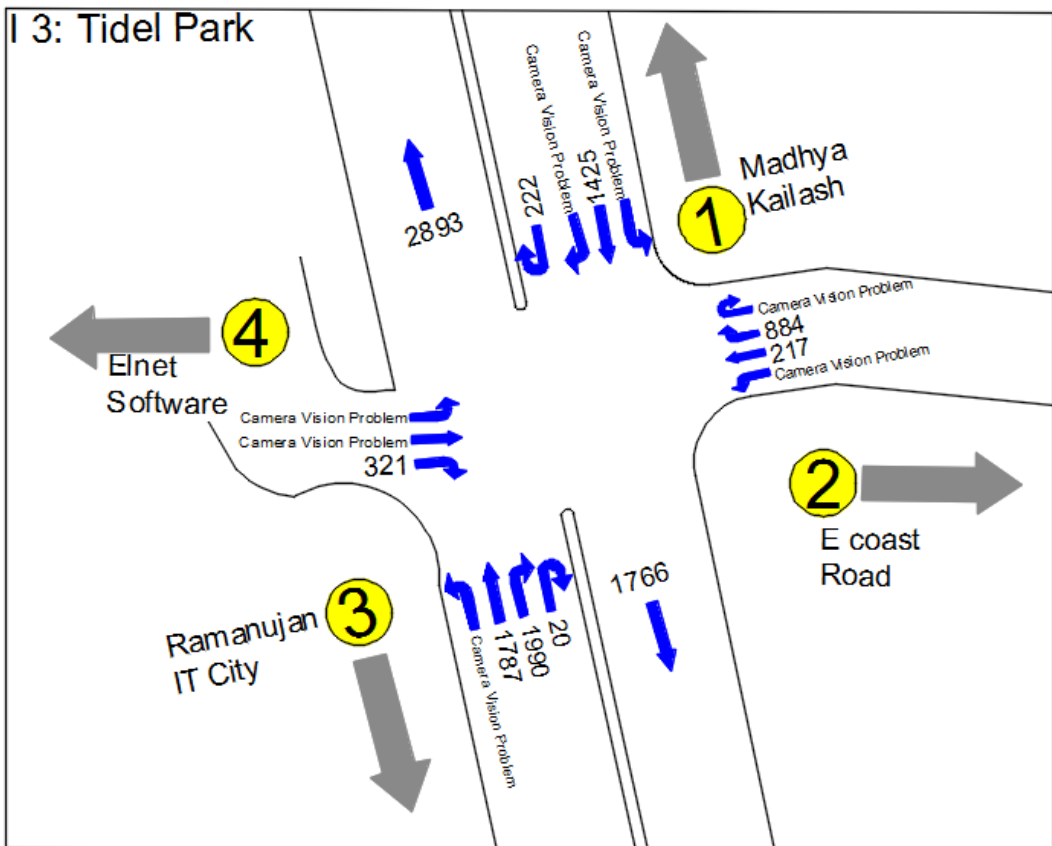 I 3: Tidel Park
Camera Vision Problem
Camera Vision Problem
222
1425
2893
Madhya
Kailash
1
4
Elnet
Software
Camera Vision Problem
884
217
Camera Vision Problem
Camera Vision Problem
Camera Vision Problem
321
2
E coast
Road
3
Ramanujan
IT City
Camera Vision Problem
1787
1990
20
1766